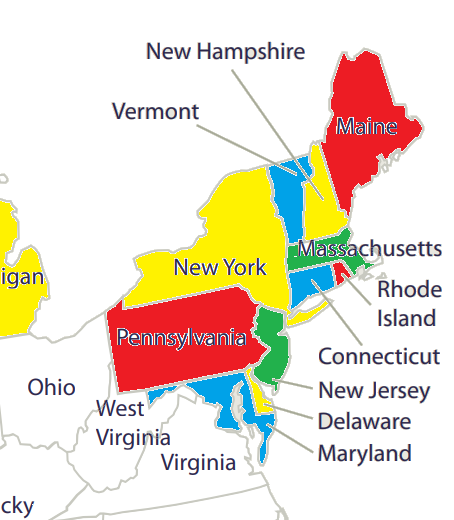 New Hampshire
Vermont
Maine
Massachusetts
igan
New York
Rhode
Island
Pennsylvania
Connecticut
Ohio
New Jersey
West
Virginia
Delaware
Virginia
Maryland
cky